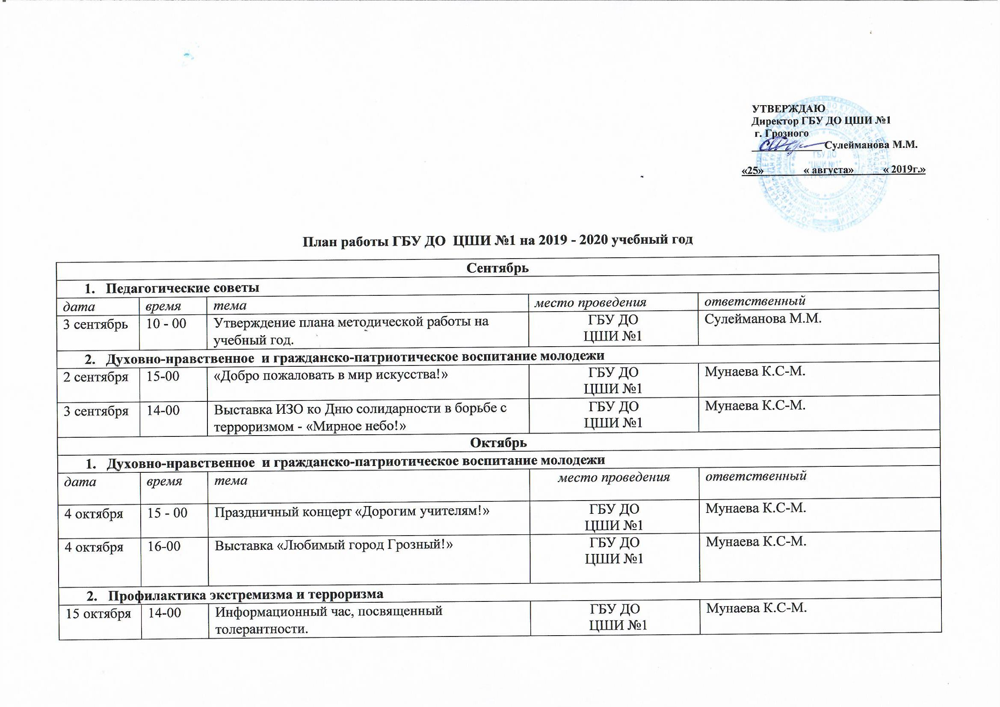 УТВЕРЖДАЮ
Директор ГБУ ДО ЦШИ №1
г. Грозного
Сулейманова М.М.
«25» « августа» « 2019г.»
ГБУ ДО
"ЦШИ №1"
План работы ГБУ ДО ЦШИ №1 на 2019 - 2020 учебный год
Сентябрь
1. Педагогические советы
дата время тема место проведения ответственный
3 сентябрь 10 - 00 Утверждение плана методической работы на ГБУ ДО Сулейманова М.М.
учебный год. ЦШИ №1
2. Духовно-нравственное и гражданско-патриотическое воспитание молодежи
2 сентября 15-00 «Добро пожаловать в мир искусства!» ГБУ ДО Мунаева К.С-М.
ЦШИ №1
3 сентября 14-00 Выставка ИЗО ко Дню солидарности в борьбе с ГБУ ДО Мунаева К.С-М.
терроризмом - «Мирное небо!» ЦШИ №1
Октябрь
1. Духовно-нравственное и гражданско-патриотическое воспитание молодежи
дата время тема место проведения ответственный
4 октября 15 - 00 Праздничный концерт «Дорогим учителям!» ГБУ ДО Мунаева К.С-М.
ЦШИ №1
4 октября 16-00 Выставка «Любимый город Грозный!» ГБУ ДО Мунаева К.С-М.
ЦШИ №1
2. Профилактика экстремизма и терроризма
15 октября 14-00 Информационный час, посвященный ГБУ ДО Мунаева К.С-М.
толерантности. ЦШИ №1